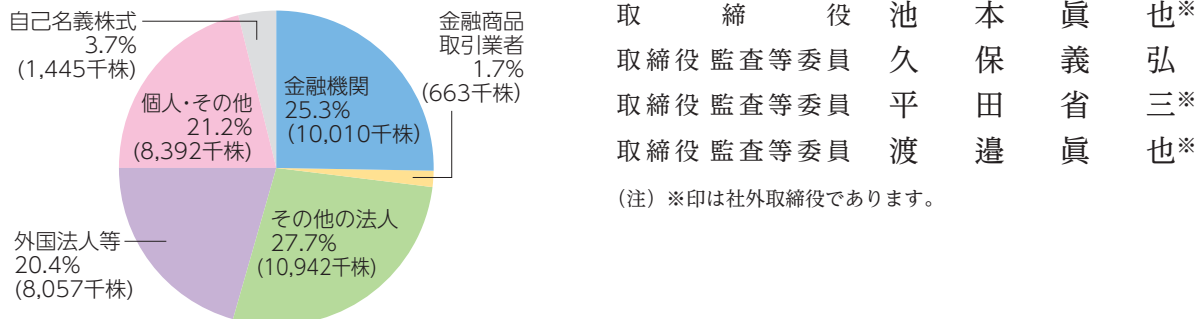 自己名義株式
3.7%
(1,445千株)
個人・その他
21.2%
(8,392千株)
外国法人等
20.4%
(8,057千株)
金融機関
25.3%
(10,010千株)
金融商品
取引業者
1.7%
(663千株)
その他の法人
27.7%
(10,942千株)
取締役 池本眞也※
取締役 監査等委員 久保義弘
取締役 監査等委員 平田省三※
取締役 監査等委員 渡邉眞也※
（注）※印は社外取締役であります。